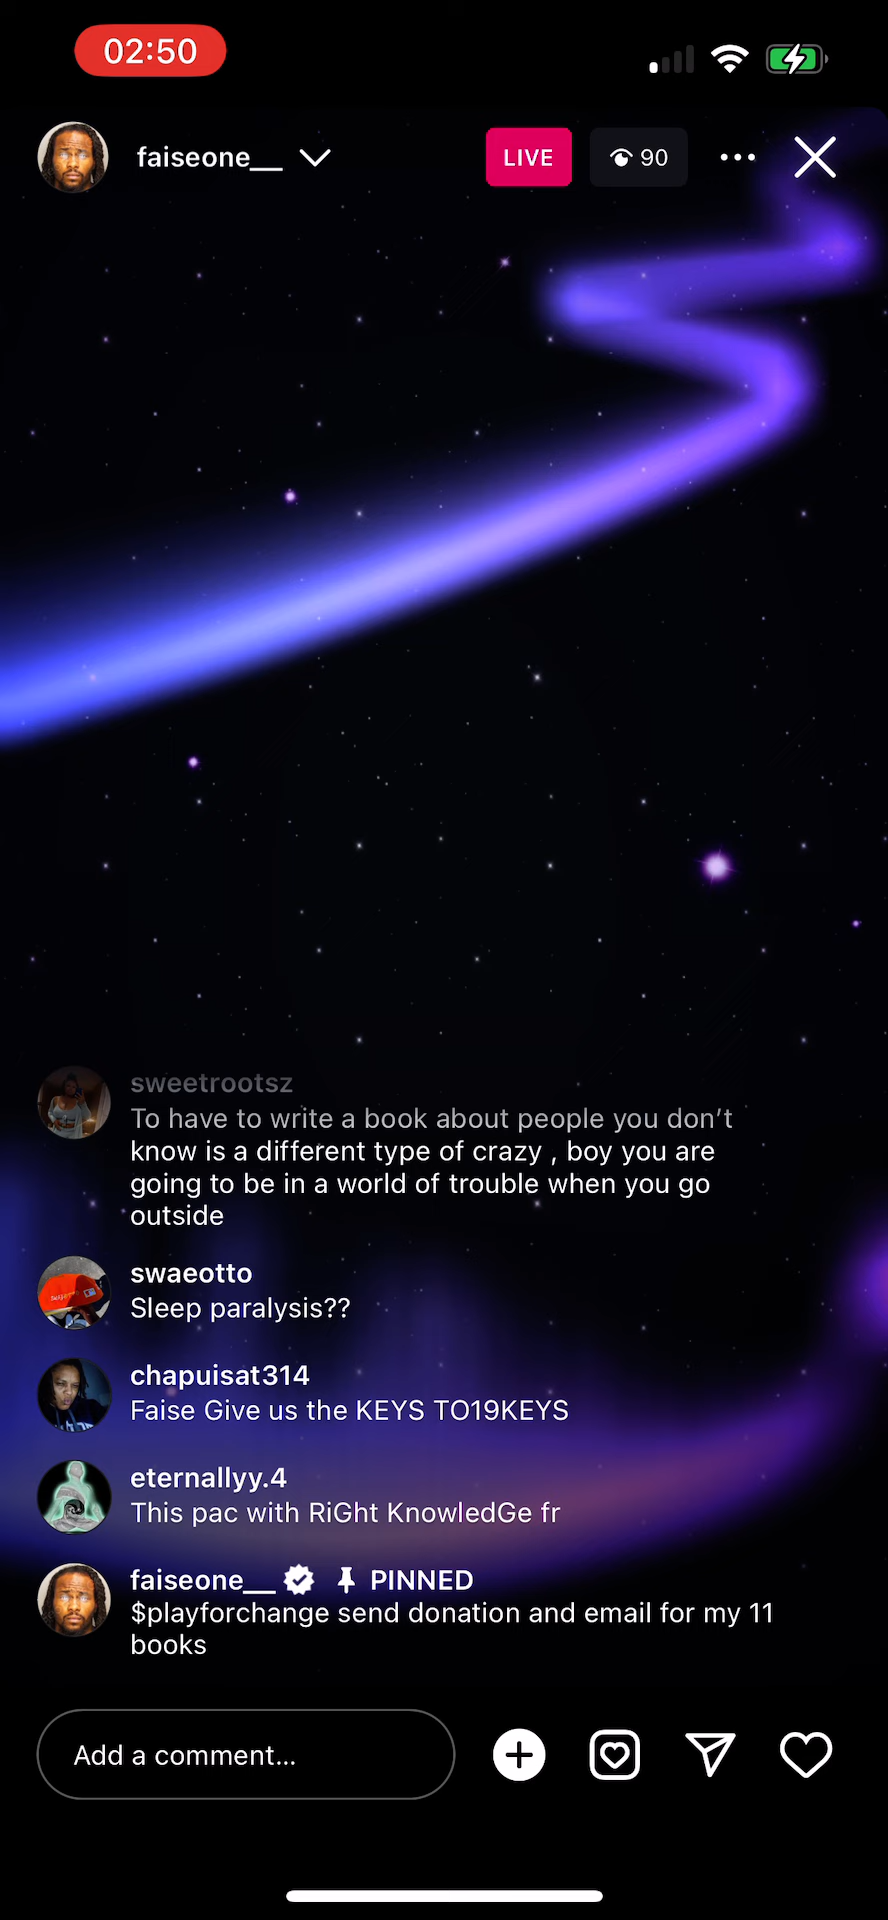 02:50
faiseone__
LIVE
90
sweetrootsz
To have to write a book about people you don’t
know is a different type of crazy , boy you are
going to be in a world of trouble when you go
outside
swaeotto
Sleep paralysis??
chapuisat314
Faise Give us the KEYS TO19KEYS
eternallyy.4
This pac with RiGht KnowledGe fr
faiseone__ PINNED
$playforchange send donation and email for my 11
books
Add a comment...